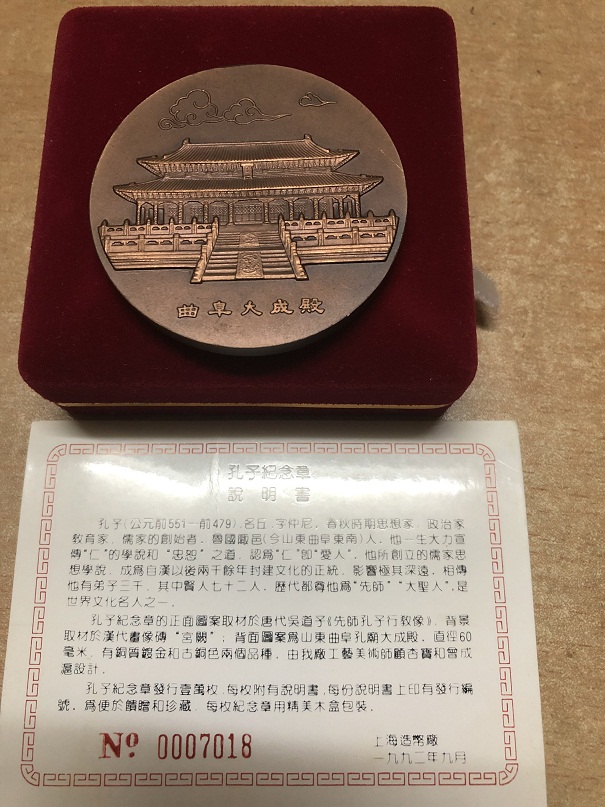 曲阜大成殿
孔子紀念章
說明書
孔子(公元前551—前479),名丘,字仲尼,春秋時期思想家、政治家
教育家,儒家的創始者,魯國陬邑(今山東曲阜東南)人,他一生大力宣
傳“仁”的學說和“忠恕”之道,認爲“仁”即“愛人”,他所創立的儒家思
想學說,成爲自漢以後兩千餘年封建文化的正統,影響極其深遠,相傳
他有弟子三千,其中賢人七十二人,歷代都尊他爲“先師”“大聖人”,是
世界文化名人之一。
孔子紀念章的正面圖案取材於唐代吳道子《先師孔子行教像》,背景
取材於漢代畫像磚“宮闕”;背面圖案爲山東曲阜孔廟大成殿,直徑60
毫米,有銅質鍍金和古銅色兩個品種,由我廠工藝美術師顧杏寶和曾成
滬設計。
孔子紀念章發行壹萬枚,每枚附有說明書,每份說明書上印有發行編
號,爲便於饋贈和珍藏,每枚紀念章用精美木盒包裝。
Nº 0007018
上海造幣廠
一九九二年九月